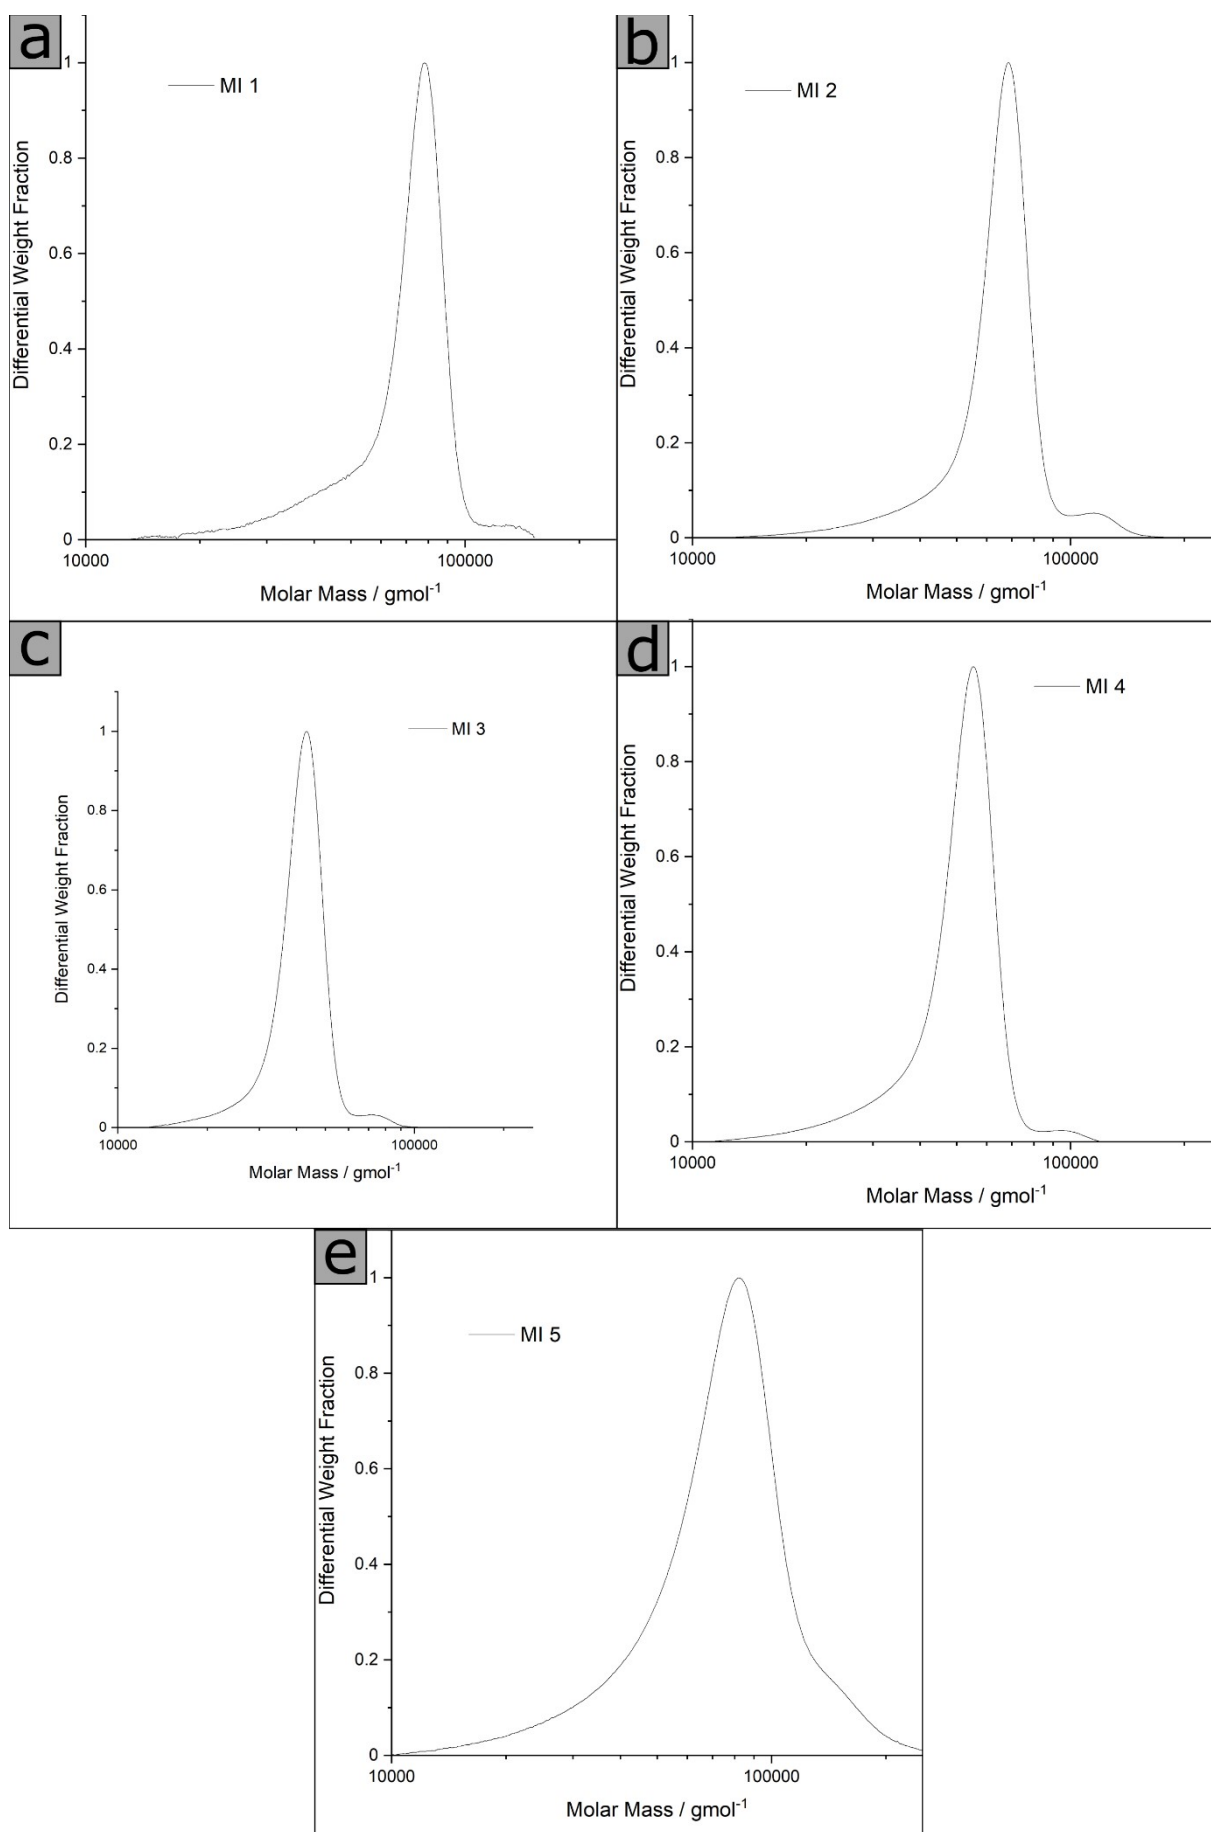 a
MI 1
Differential Weight Fraction
1
0.8
0.6
0.4
0.2
0
10000
100000
Molar Mass / gmol-1
b
MI 2
Differential Weight Fraction
1
0.8
0.6
0.4
0.2
0
10000
100000
Molar Mass / gmol-1
c
MI 3
Differential Weight Fraction
1
0.8
0.6
0.4
0.2
0
10000
100000
Molar Mass / gmol-1
d
MI 4
Differential Weight Fraction
1
0.8
0.6
0.4
0.2
0
10000
100000
Molar Mass / gmol-1
e
MI 5
Differential Weight Fraction
1
0.8
0.6
0.4
0.2
0
10000
100000
Molar Mass / gmol-1